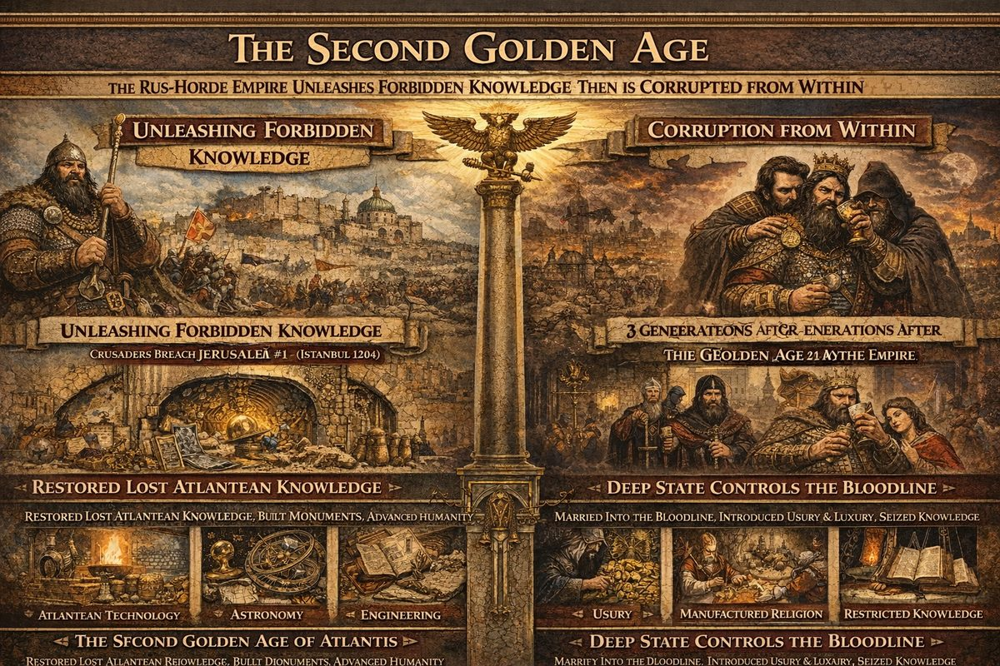 THE SECOND GOLDEN AGE
THE RUS-HORDE EMPIRE UNLEASHES FORBIDDEN KNOWLEDGE THEN IS CORRUPTED FROM WITHIN
UNLEASHING FORBIDDEN
KNOWLEDGE
UNLEASHING FORBIDDEN KNOWLEDGE
CRUSADERS BREACH JERUSALEÃ #1 - (ISTANBUL 1204)
RESTORED LOST ATLANTEAN KNOWLEDGE
RESTORED LOST ATLANTEAN KNOWLEDGE, BUILT MONUMENTS, ADVANCED HUMANITY
ATLANTEAN TECHNOLOGY
ASTRONOMY
ENGINEERING
THE SFCOND GOLDEN AGE OF ATLANTIS
RESTORED LOST ATLANTEAN REJOWLEDGE, BUILT DIONUMENTS, ADVANCED HUMANITY
CORRUPTION FROM WITHIN
3 GENEERATEONS AFTGR-ENERATIONS AFTER
THIE GEOLDEN AGE 21 AYTHE EMPIRE
DEEP STATE CONTROLS THE BLOODLINE
MARRIED INTO THE BLOODLINE, INTRODUCED USURY & LUXURY, SEIZED KNOWLEDGE
USURY
MANUFACTURED RELIGION
RESTRICTED KNOWLEDGE
DEEP STATE CONTROLS THE BLOODLINE
MARRIFY INTO THE DLOODLINE, INTRODUCED USURY & LUXAIRY, SEIZED KNOWLEDGE